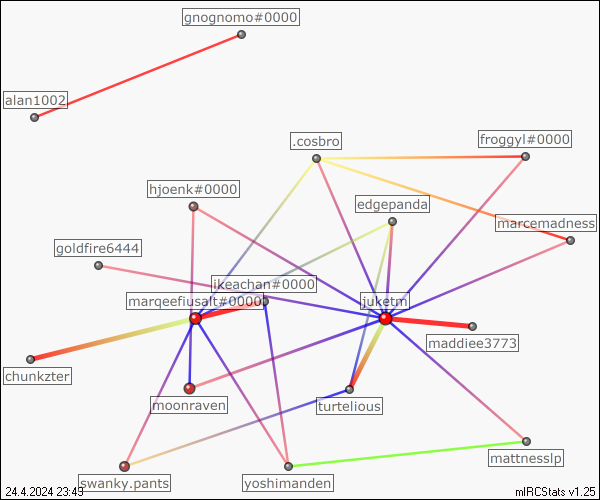 gnognomo#0000
alan1002
.cosbro
froggyl#0000
hjoenk#0000
edgepanda
marcemadness
goldfire6444
ikeachan#0000
marqeefiusalt#0000
juketm
maddiee3773
chunkzter
moonraven
turtelious
mattnesslp
swanky.pants
yoshimanden
24.4.2024 23:43
mIRCStats v1.25